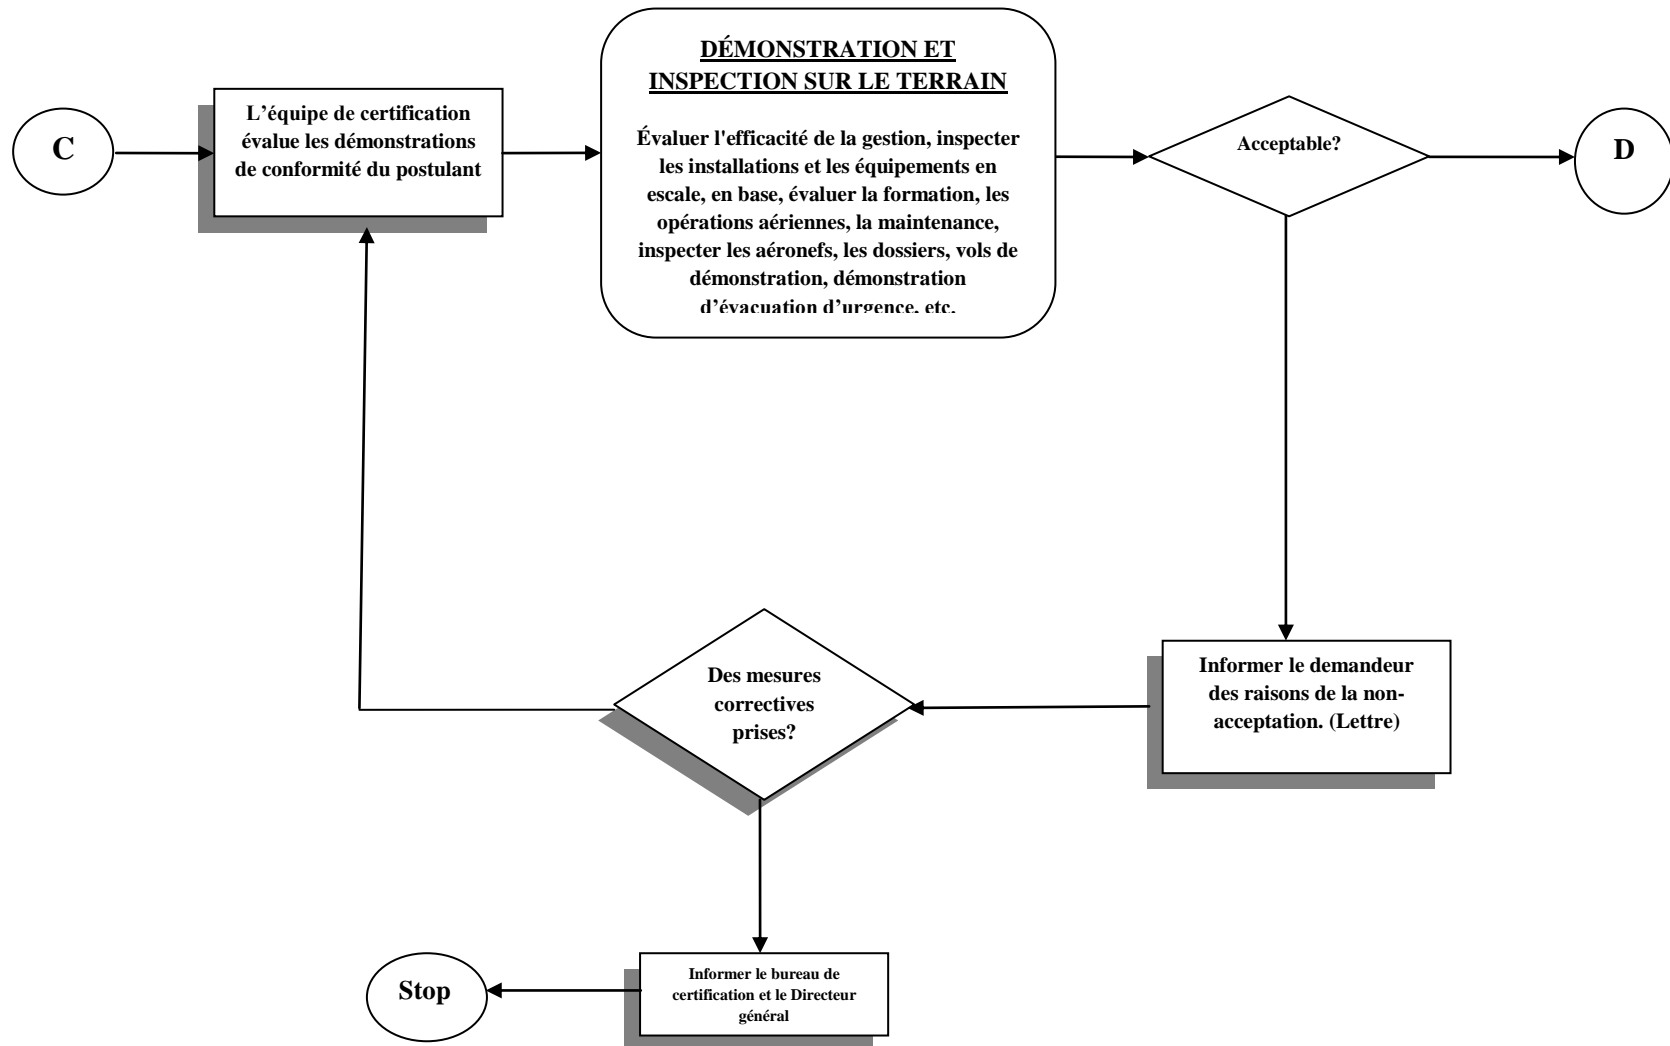 C
L'équipe de certification
évalue les démonstrations
de conformité du postulant
DÉMONSTRATION ET
INSPECTION SUR LE TERRAIN
Évaluer l'efficacité de la gestion, inspecter
les installations et les équipements en
escale, en base, évaluer la formation, les
opérations aériennes, la maintenance,
inspecter les aéronefs, les dossiers, vols de
démonstration, démonstration
d'évacuation d'urgence, etc.
Acceptable?
D
Des mesures
correctives
prises?
Informer le demandeur
des raisons de la non-
acceptation. (Lettre)
Stop
Informer le bureau de
certification et le Directeur
général